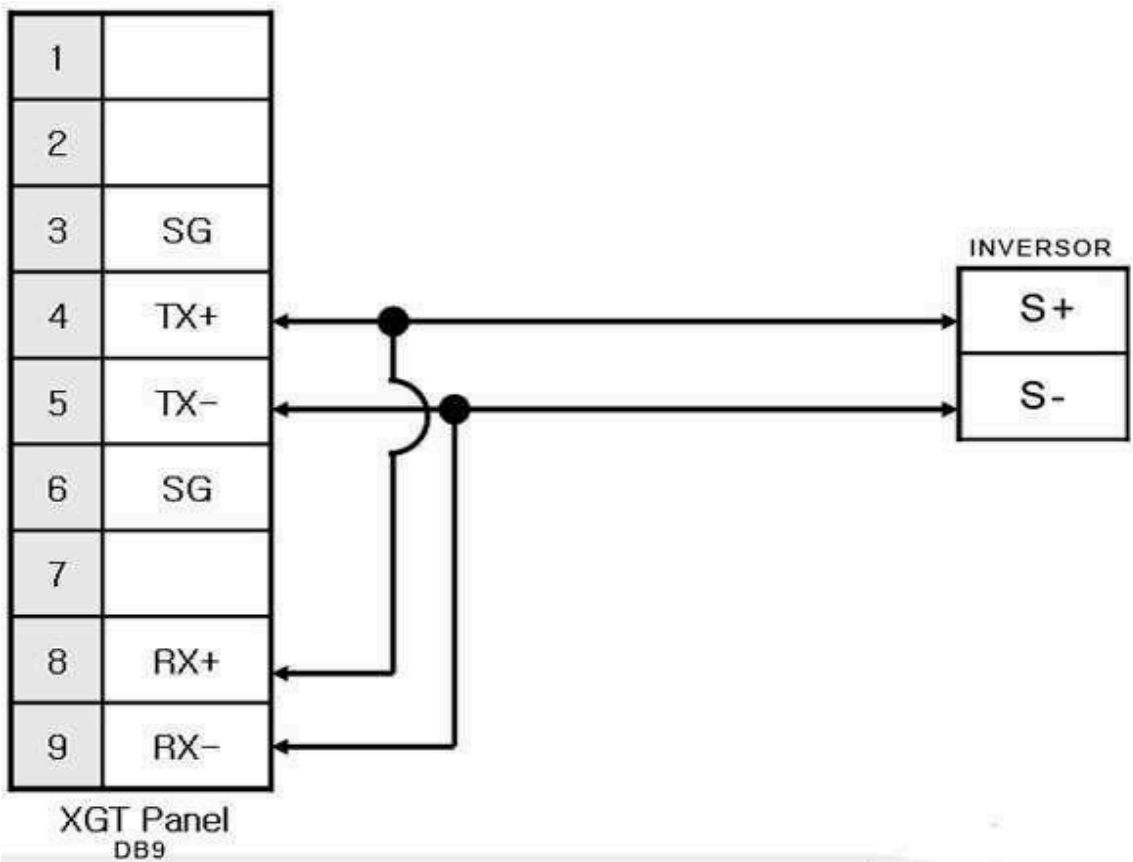 1
2
3 SG
INVERSOR
4 TX+ S+
5 TX- S-
6 SG
7
8 RX+
9 RX-
XGT Panel
DB9